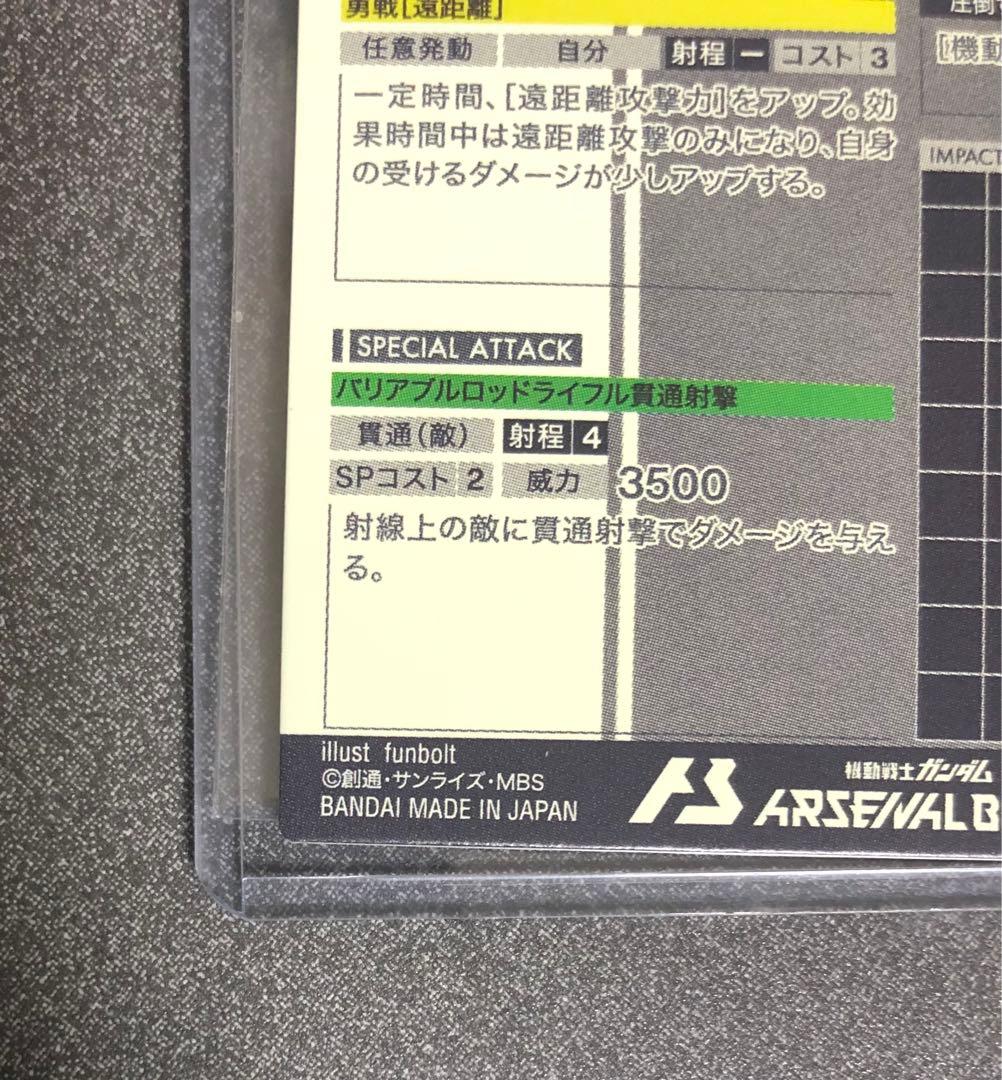 勇戦[遠距離]
任意発動 自分 射程 ー コスト 3
一定時間、[遠距離攻撃力]をアップ。効
果時間中は遠距離攻撃のみになり、自身
の受けるダメージが少しアップする。
SPECIAL ATTACK
バリアブルロッドライフル貫通射撃
貫通(敵) 射程 4
SPコスト 2 威力 3500
射線上の敵に貫通射撃でダメージを与え
る。
圧倒
[機動
IMPACT
illust funbolt
©創通・サンライズ・MBS
BANDAI MADE IN JAPAN
機動戦士ガンダム
ARSENAL B